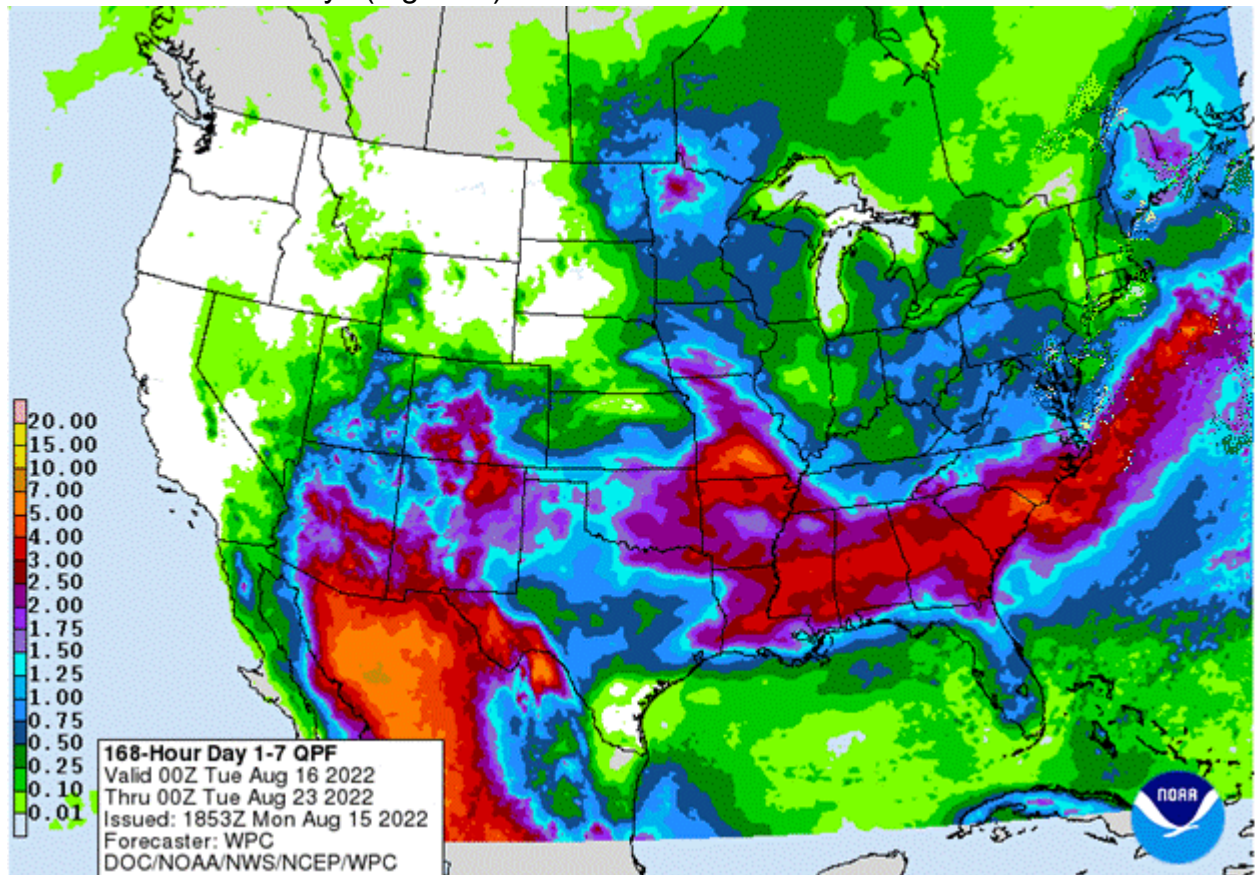 20.00
15.00
10.00
7.00
5.00
4.00
3.00
2.50
2.00
1.75
1.50
1.25
1.00
0.75
0.50
0.25
0.10
0.01
168-Hour Day 1-7 QPF
Valid 00Z Tue Aug 16 2022
Thru 00Z Tue Aug 23 2022
Issued: 1853Z Mon Aug 15 2022
Forecaster: WPC
DOC/NOAA/NWS/NCEP/WPC
NOAA